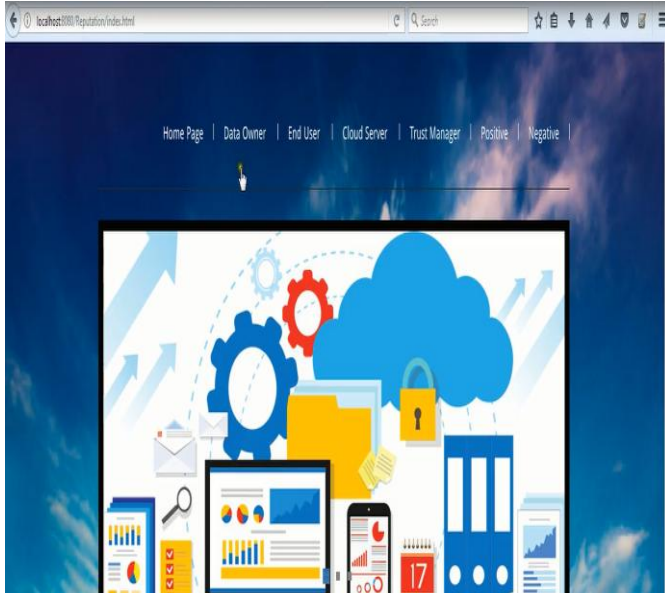 localhost:8080/Reputation/index.html
Search
Home Page | Data Owner | End User | Cloud Server | Trust Manager | Positive | Negative |
17